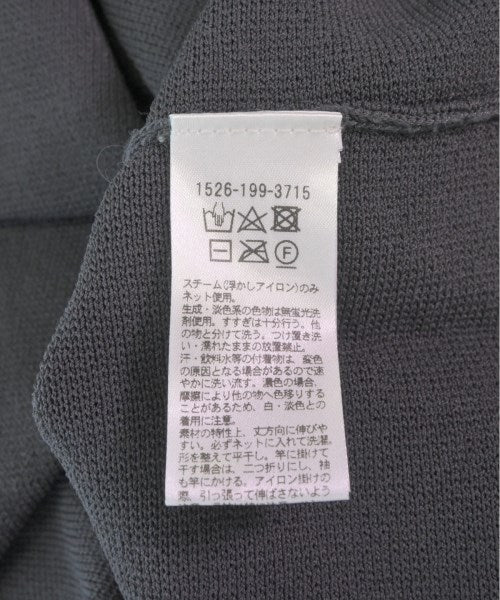 1526-199-3715
F
スチーム(浮かしアイロン)のみ
ネット使用。
生成・淡色系の色物は無蛍光洗
剤使用。すすぎは十分行う。他
の物と分けて洗う。つけ置き洗
い・濡れたままの放置禁止。
汗・飲料水等の付着物は、変色
の原因となる場合があるので速
やかに洗い流す。濃色の場合、
摩擦により他の物へ色移りする
ことがあるため、白・淡色との
着用に注意。
素材の特性上、丈方向に伸びや
すい。必ずネットに入れて洗濯、
形を整えて平干し。竿に掛けて
干す場合は、二つ折りにし、袖
も竿にかける。アイロン掛けの
際、引っ張って伸ばさないよう